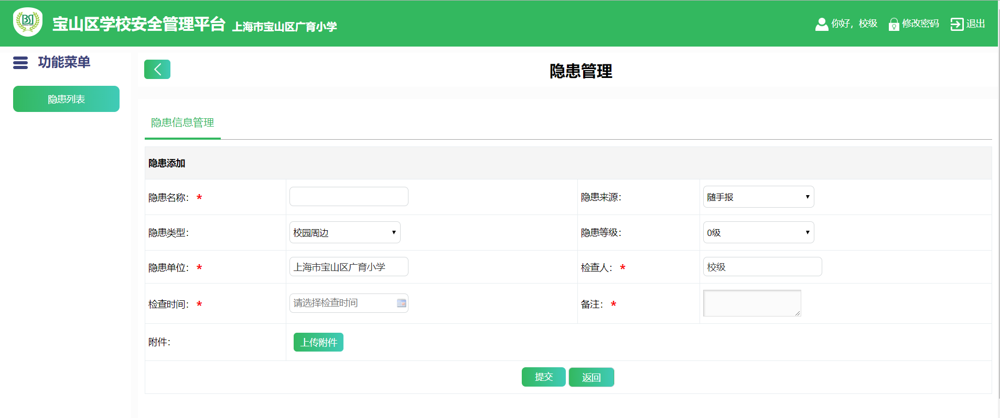 宝山区学校安全管理平台 上海市宝山区广育小学
你好，校级 修改密码 退出
功能菜单
隐患列表
隐患管理
隐患信息管理
隐患添加
隐患名称： * 隐患来源： 随手报
隐患类型： 校园周边 隐患等级： 0级
隐患单位： * 上海市宝山区广育小学 检查人： * 校级
检查时间： * 请选择检查时间 备注： *
附件： 上传附件
提交 返回